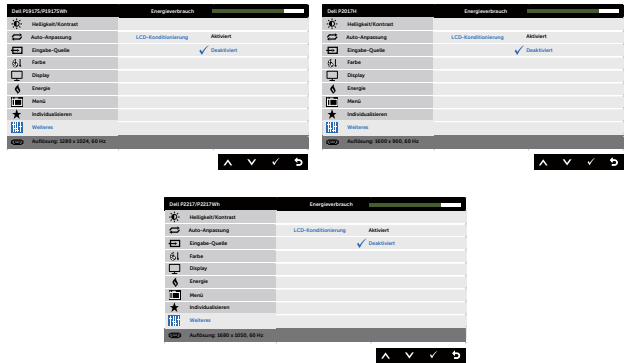 Dell P1917S/P1917SWh Energieverbrauch
Helligkeit/Kontrast
Auto-Anpassung LCD-Konditionierung Aktiviert
Eingabe-Quelle Deaktiviert
Farbe
Display
Energie
Menü
Individualisieren
Weiteres
Auflösung: 1280 x 1024, 60 Hz
Dell P2017H Energieverbrauch
Helligkeit/Kontrast
Auto-Anpassung LCD-Konditionierung Aktiviert
Eingabe-Quelle Deaktiviert
Farbe
Display
Energie
Menü
Individualisieren
Weiteres
Auflösung: 1600 x 900, 60 Hz
Dell P2217/P2217Wh Energieverbrauch
Helligkeit/Kontrast
Auto-Anpassung LCD-Konditionierung Aktiviert
Eingabe-Quelle Deaktiviert
Farbe
Display
Energie
Menü
Individualisieren
Weiteres
Auflösung: 1680 x 1050, 60 Hz